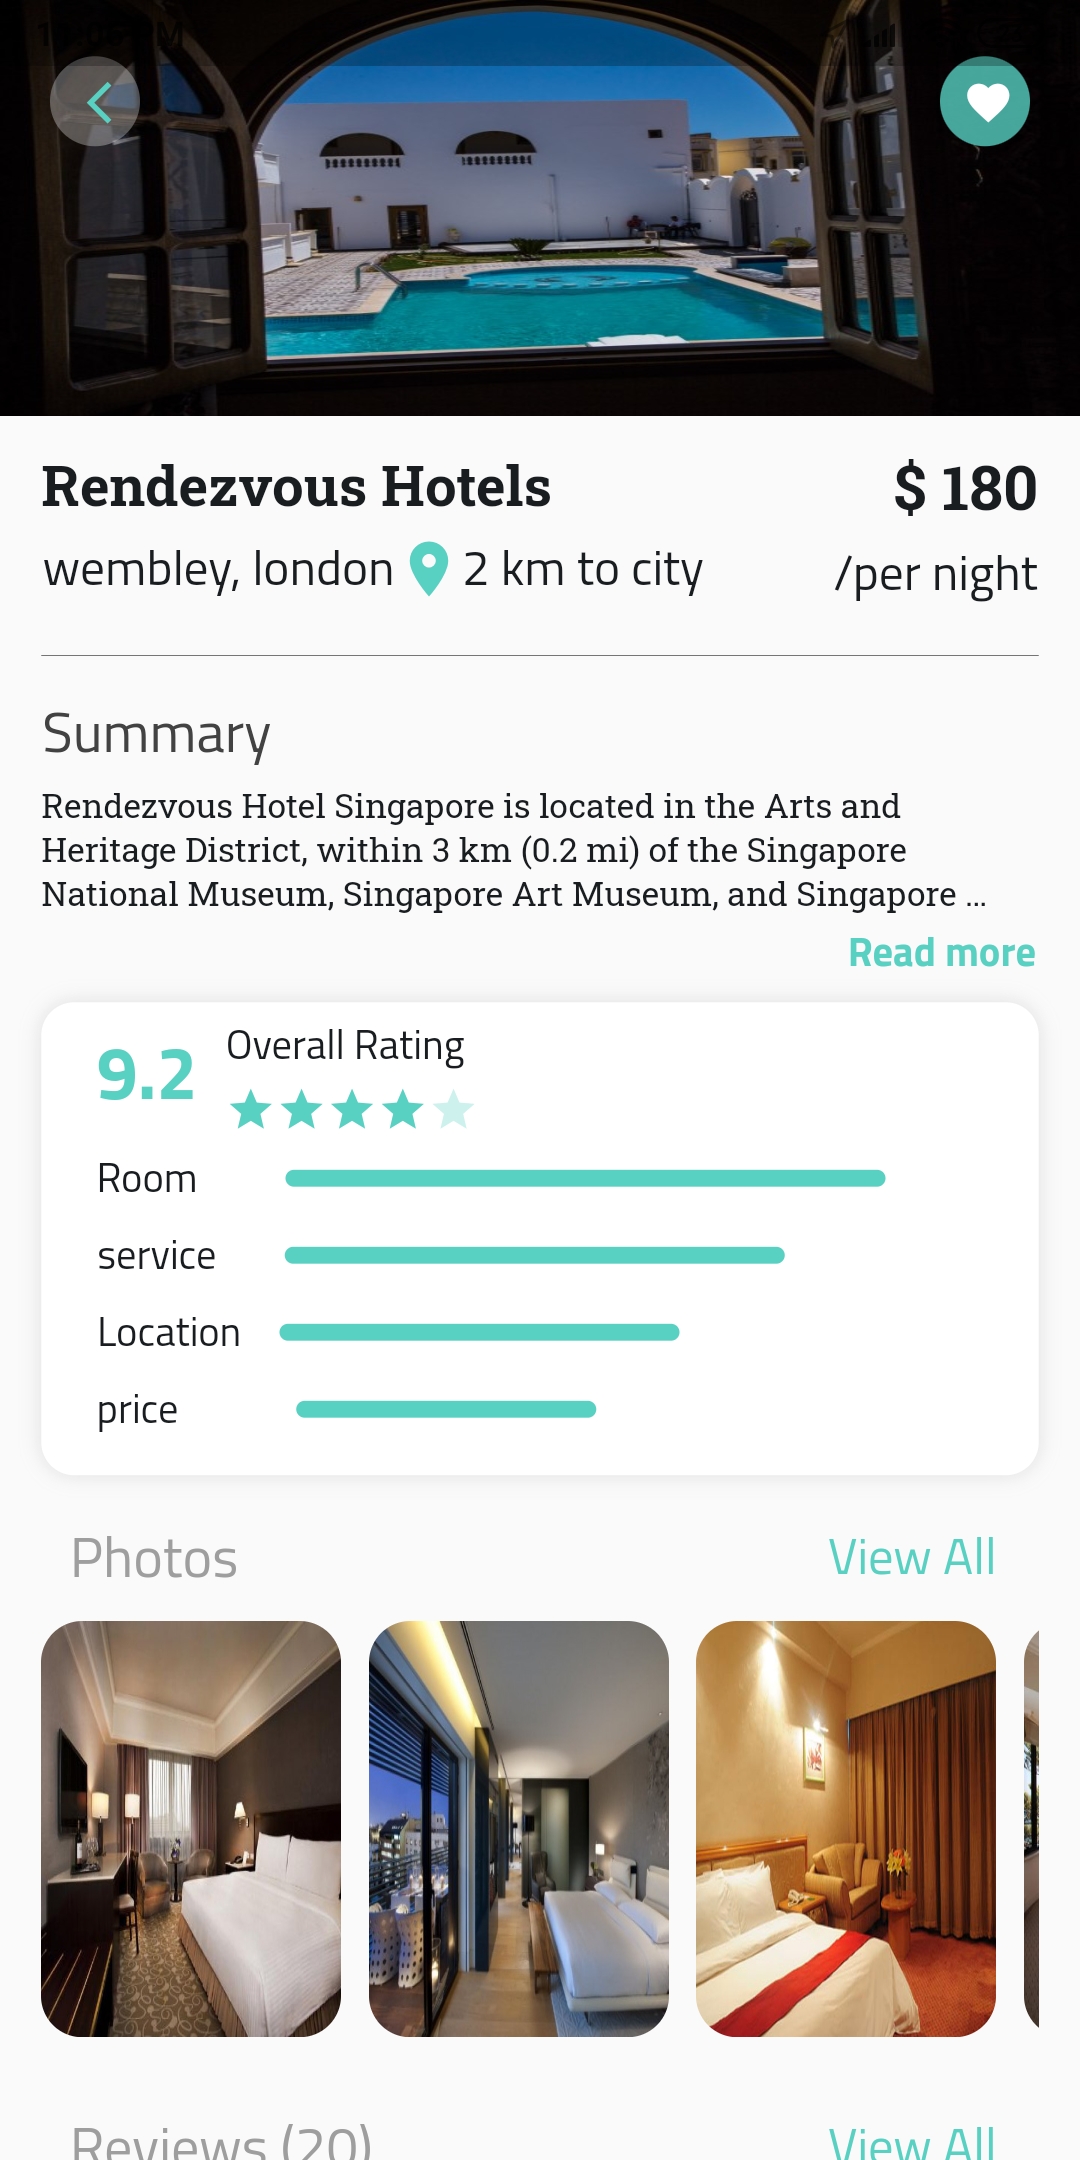 Rendezvous Hotels
$ 180
wembley, london 2 km to city
/per night
Summary
Rendezvous Hotel Singapore is located in the Arts and
Heritage District, within 3 km (0.2 mi) of the Singapore
National Museum, Singapore Art Museum, and Singapore ...
Read more
9.2
Overall Rating
Room
service
Location
price
Photos
View All
Reviews (20)
View All